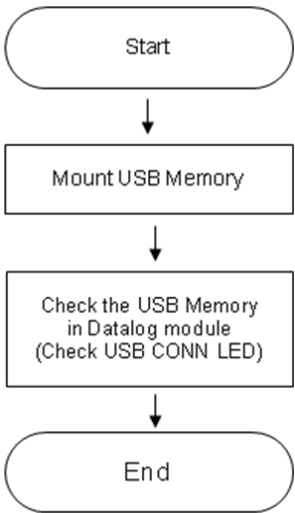 Start
Mount USB Memory
Check the USB Memory
in Datalog module
(Check USB CONN LED)
End